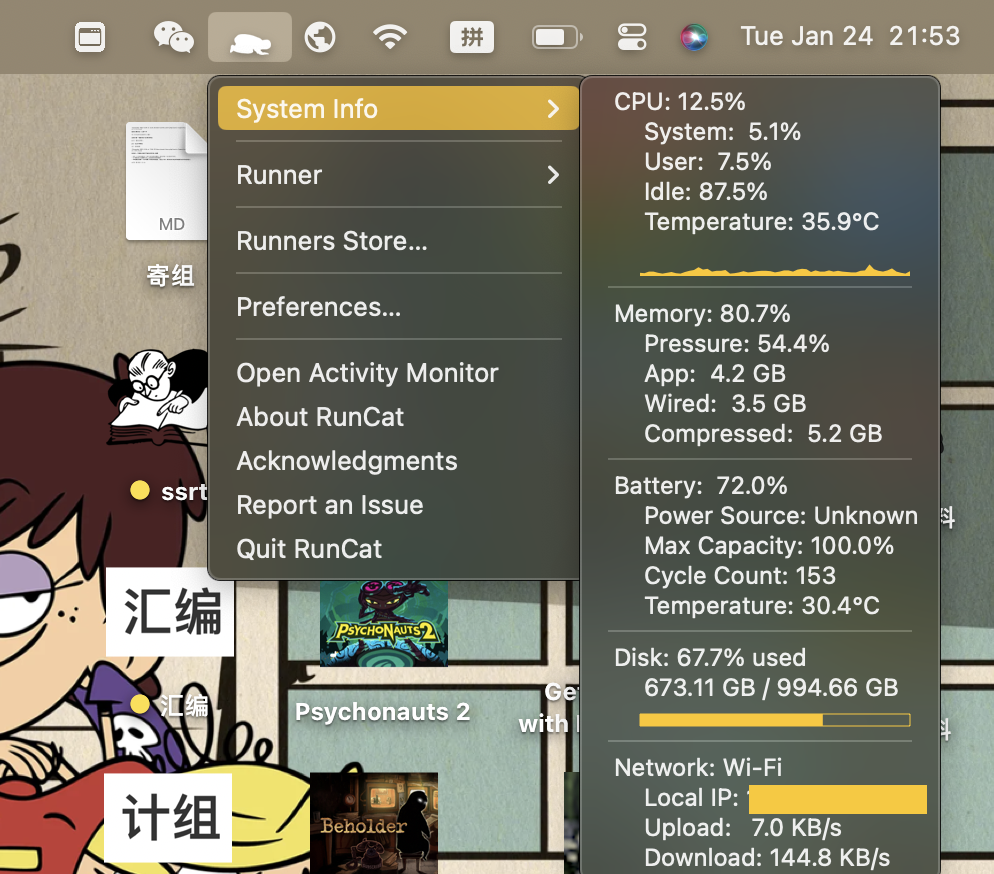 拼
Tue Jan 24 21:53
System Info
Runner
Runners Store...
Preferences...
Open Activity Monitor
About RunCat
Acknowledgments
Report an Issue
Quit RunCat
CPU: 12.5%
System: 5.1%
User: 7.5%
Idle: 87.5%
Temperature: 35.9°C
Memory: 80.7%
Pressure: 54.4%
App: 4.2 GB
Wired: 3.5 GB
Compressed: 5.2 GB
Battery: 72.0%
Power Source: Unknown
Max Capacity: 100.0%
Cycle Count: 153
Temperature: 30.4°C
Disk: 67.7% used
673.11 GB / 994.66 GB
Network: Wi-Fi
Local IP:
Upload: 7.0 KB/s
Download: 144.8 KB/s
MD
寄组
ssrt
汇编
汇编
计组
PSYCHONAUTS 2
Psychonauts 2
Ge
with
Beholder